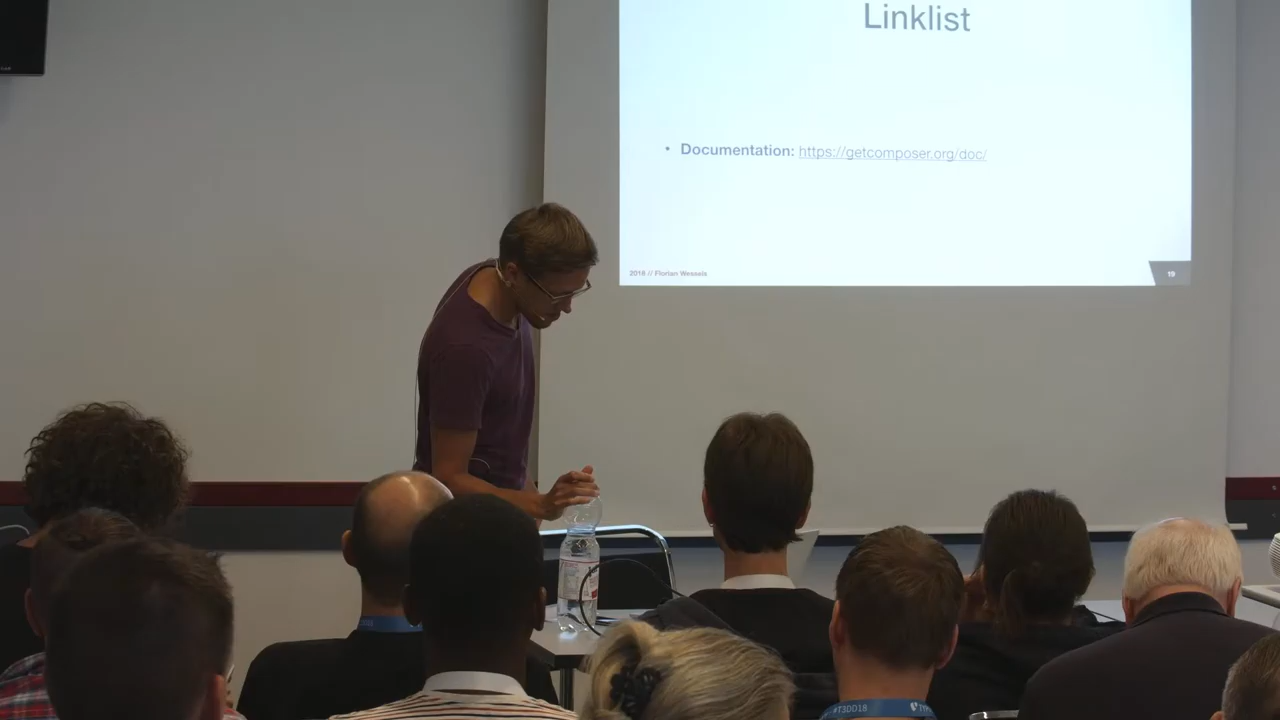 Linklist
• Documentation: https://getcomposer.org/doc/
2018 // Florian Wessels
19
#T3DD18